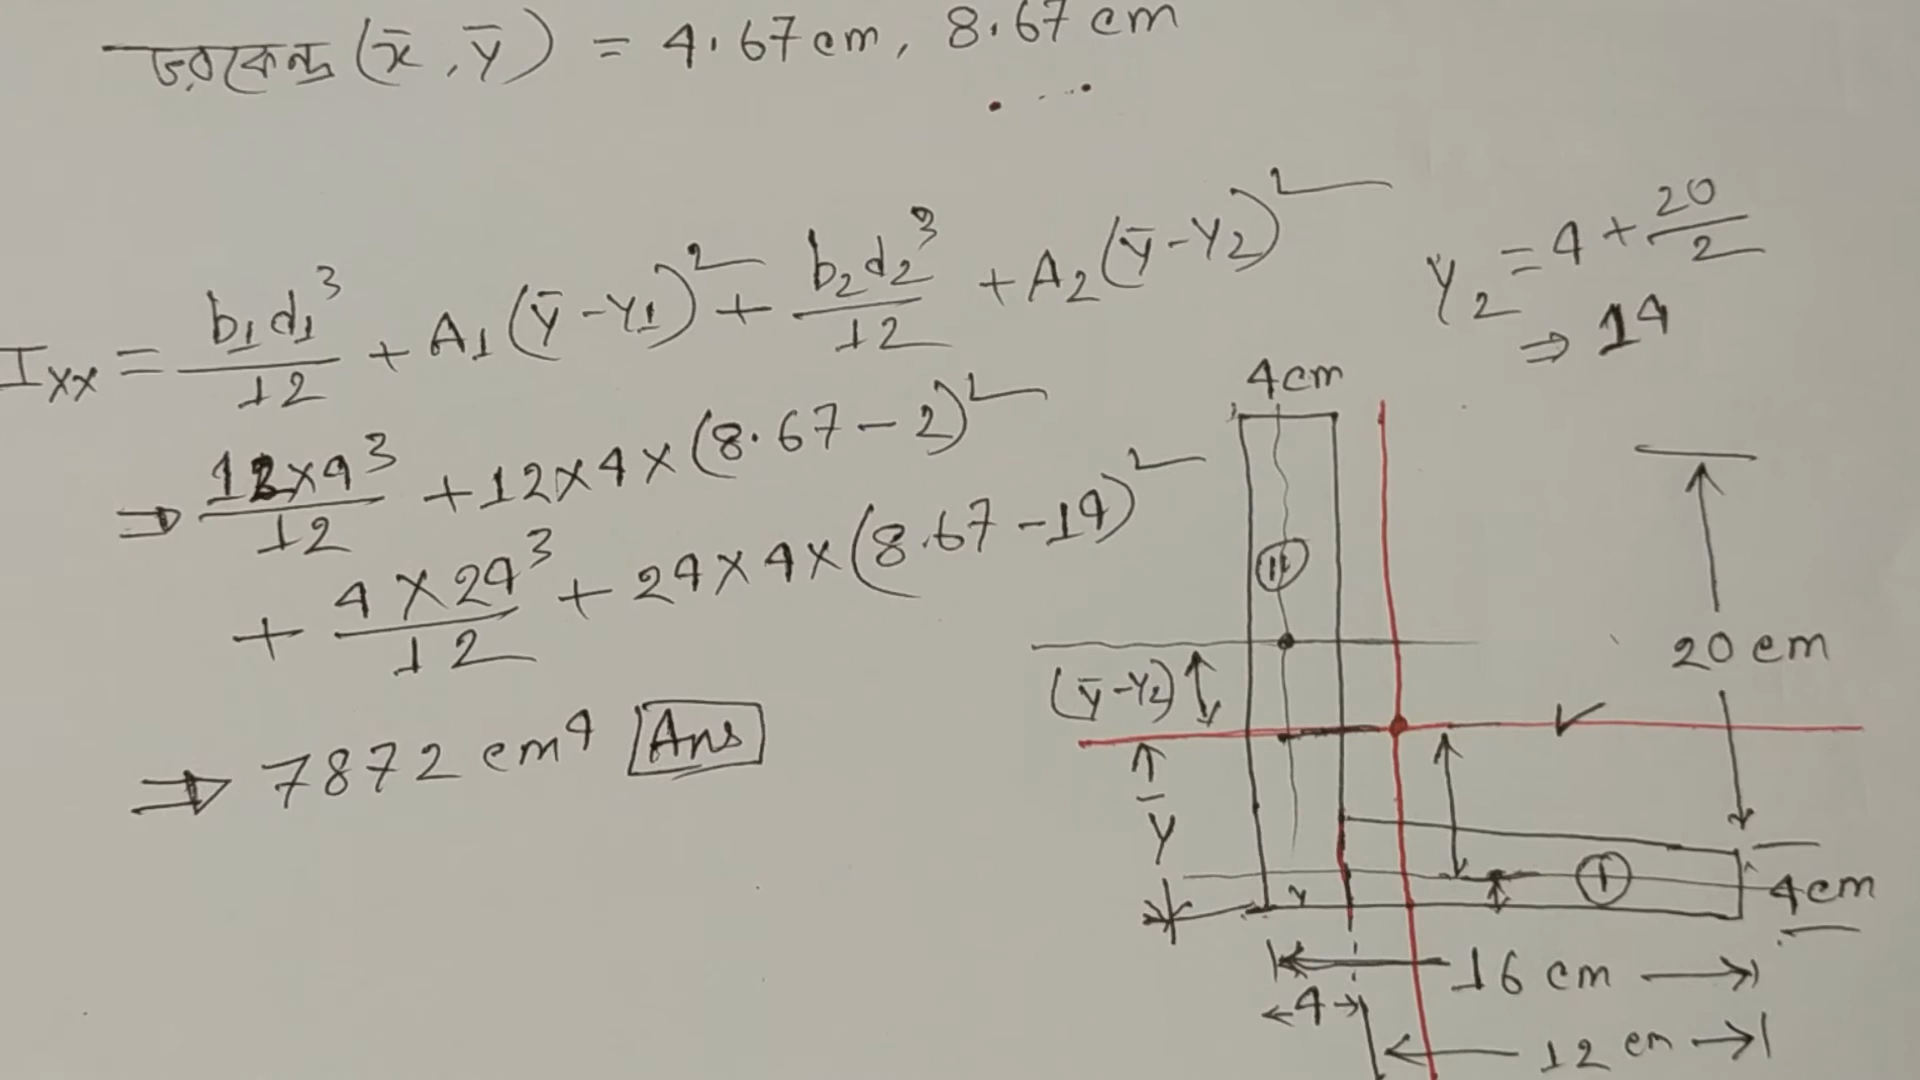 ভরকেন্দ্র (x̄, ȳ) = 4.67 cm, 8.67 cm
I_XX = b₁d₁³/12 + A₁(ȳ-Y₁)² + b₂d₂³/12 + A₂(ȳ-Y₂)²
Y₂ = 4 + 20/2
⇒ 14
⇒ 12×4³/12 + 12×4×(8.67-2)²
+ 4×24³/12 + 24×4×(8.67-14)²
⇒ 7872 cm⁴ Ans
4cm
II
20 cm
(ȳ-Y₂)
ȳ
I
4cm
16 cm
4
12 cm